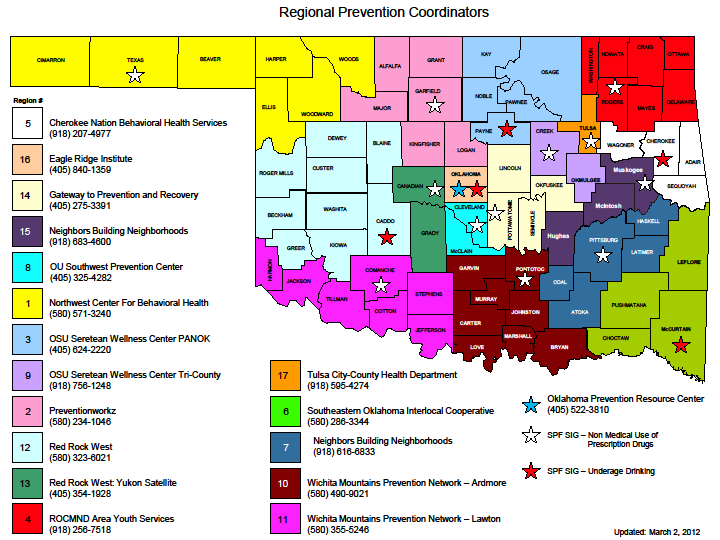 Regional Prevention Coordinators
CIMARRON
TEXAS
BEAVER
HARPER
WOODS
ALFALFA
GRANT
KAY
OSAGE
WASHINGTON
NOWATA
CRAIG
OTTAWA
ELLIS
WOODWARD
MAJOR
GARFIELD
NOBLE
PAWNEE
ROGERS
MAYES
DELAWARE
DEWEY
BLAINE
KINGFISHER
LOGAN
PAYNE
CREEK
TULSA
WAGONER
CHEROKEE
ADAIR
ROGER MILLS
CUSTER
CANADIAN
OKLAHOMA
LINCOLN
OKFUSKEE
OKMULGEE
Muskogee
SEQUOYAH
BECKHAM
WASHITA
CADDO
GRADY
CLEVELAND
POTTAWATOMIE
SEMINOLE
McIntosh
HASKELL
GREER
KIOWA
McCLAIN
Hughes
PITTSBURG
LATIMER
LEFLORE
HARMON
JACKSON
COMANCHE
GARVIN
PONTOTOC
COAL
TILLMAN
COTTON
STEPHENS
MURRAY
JOHNSTON
ATOKA
PUSHMATAHA
JEFFERSON
CARTER
LOVE
MARSHALL
BRYAN
CHOCTAW
McCURTAIN
Region #
5 Cherokee Nation Behavioral Health Services
(918) 207-4977
16 Eagle Ridge Institute
(405) 840-1359
14 Gateway to Prevention and Recovery
(405) 275-3391
15 Neighbors Building Neighborhoods
(918) 683-4600
8 OU Southwest Prevention Center
(405) 325-4282
1 Northwest Center For Behavioral Health
(580) 571-3240
3 OSU Seretean Wellness Center PANOK
(405) 624-2220
9 OSU Seretean Wellness Center Tri-County
(918) 756-1248
2 Preventionworkz
(580) 234-1046
12 Red Rock West
(580) 323-6021
13 Red Rock West: Yukon Satellite
(405) 354-1928
4 ROCMND Area Youth Services
(918) 256-7518
17 Tulsa City-County Health Department
(918) 595-4274
6 Southeastern Oklahoma Interlocal Cooperative
(580) 286-3344
7 Neighbors Building Neighborhoods
(918) 616-6833
10 Wichita Mountains Prevention Network – Ardmore
(580) 490-9021
11 Wichita Mountains Prevention Network – Lawton
(580) 355-5246
Oklahoma Prevention Resource Center
(405) 522-3810
SPF SIG – Non Medical Use of
Prescription Drugs
SPF SIG – Underage Drinking
Updated: March 2, 2012